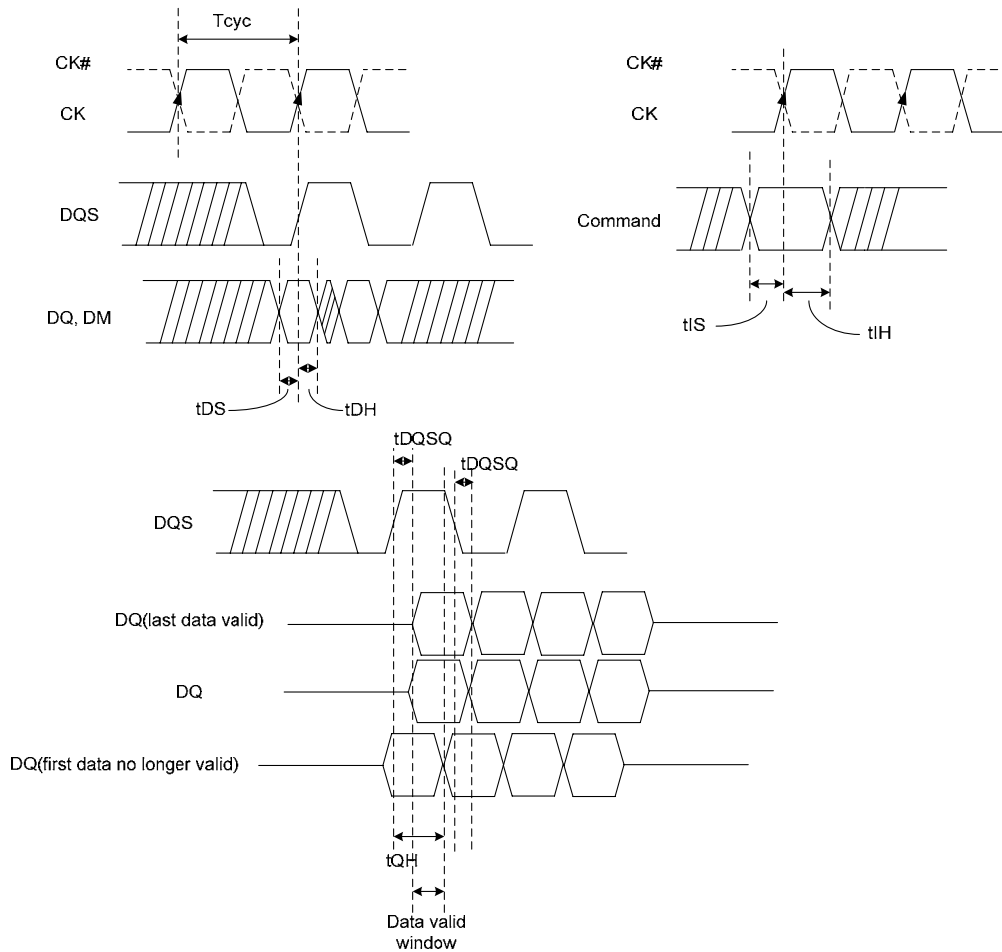 Tcyc
CK#
CK
DQS
DQ, DM
tDS
tDH
CK#
CK
Command
tIS
tIH
tDQSQ
tDQSQ
DQS
DQ(last data valid)
DQ
DQ(first data no longer valid)
tQH
Data valid
window